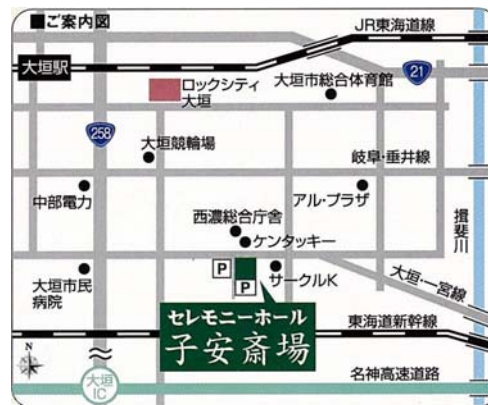 ■ご案内図
JR東海道線
大垣駅
21
ロックシティ
大垣
大垣市総合体育館
258
大垣競輪場
岐阜・垂井線
中部電力
アル・プラザ
西濃総合庁舎
ケンタッキー
揖斐川
P
P
サークルK
大垣市民
病院
大垣・一宮線
セレモニーホール
子安斎場
東海道新幹線
N
大垣
IC
名神高速道路